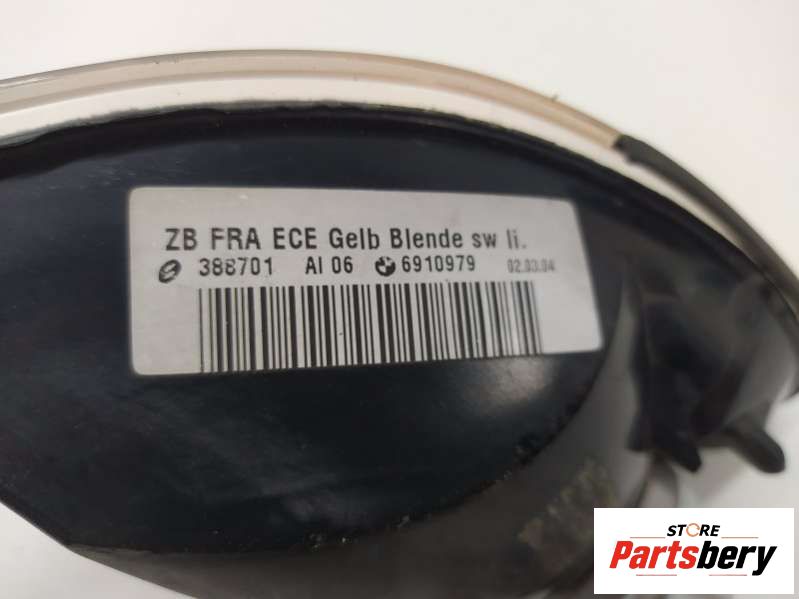 ZB FRA ECE Gelb Blende sw li.
388701 AI 06 6910979 02.03.04
STORE
Partsbery